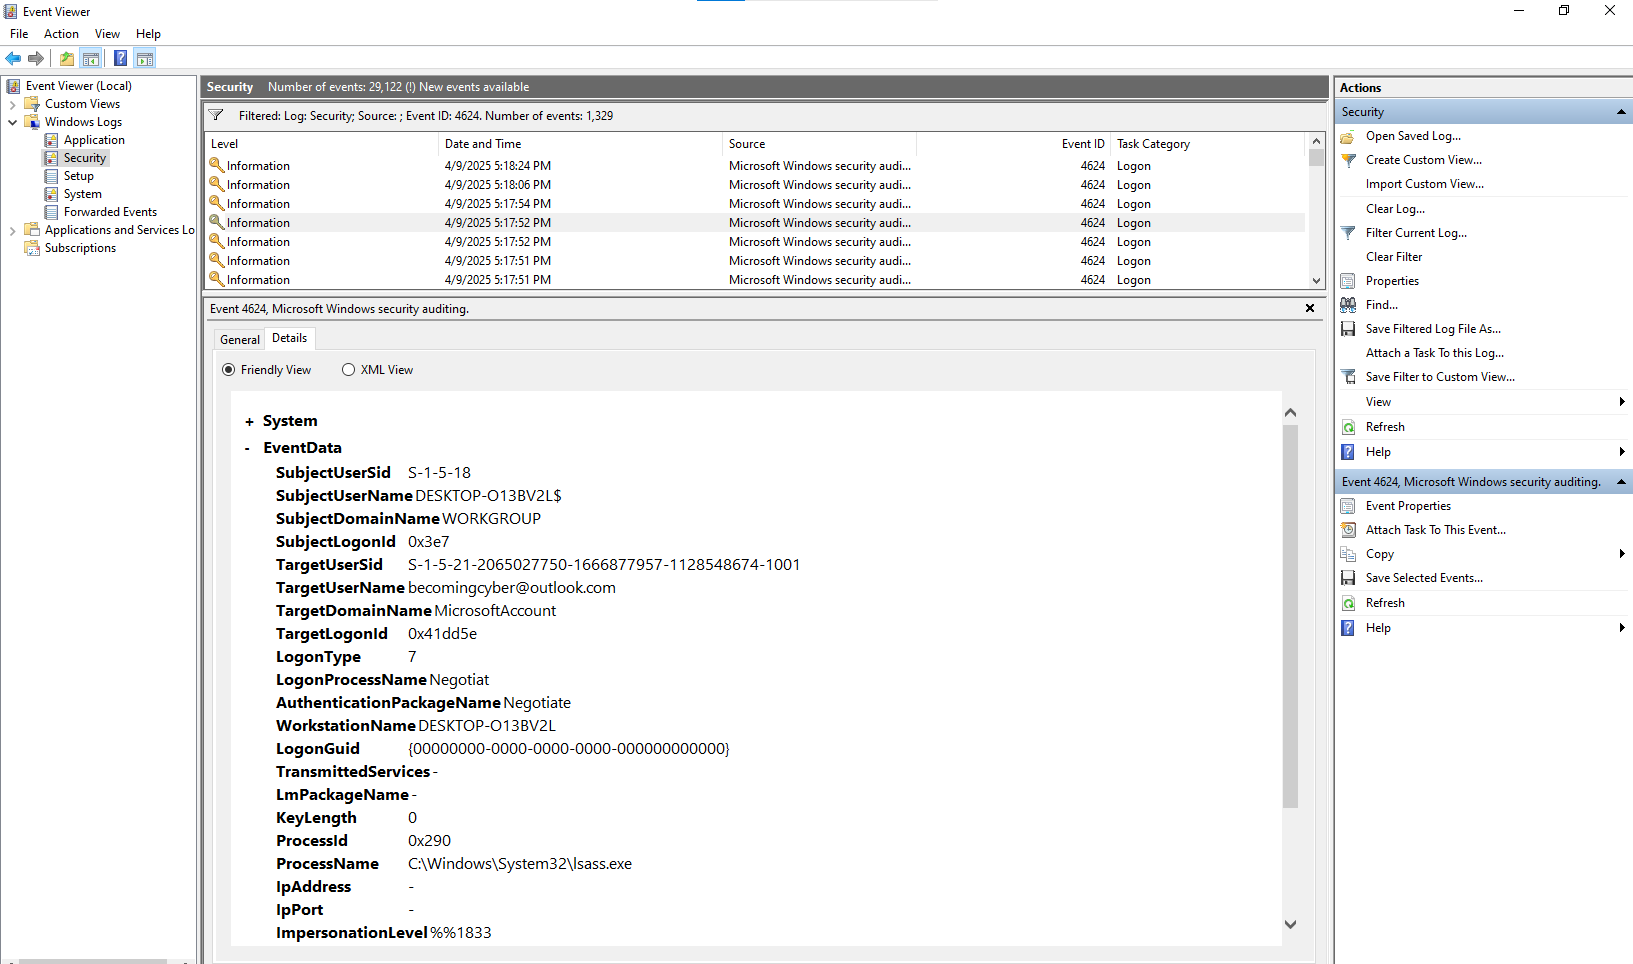 Event Viewer
File Action View Help
Event Viewer (Local)
Custom Views
Windows Logs
Application
Security
Setup
System
Forwarded Events
Applications and Services Lo
Subscriptions
Security Number of events: 29,122 (!) New events available
Filtered: Log: Security; Source: ; Event ID: 4624. Number of events: 1,329
Level Date and Time Source Event ID Task Category
Information 4/9/2025 5:18:24 PM Microsoft Windows security audi... 4624 Logon
Information 4/9/2025 5:18:06 PM Microsoft Windows security audi... 4624 Logon
Information 4/9/2025 5:17:54 PM Microsoft Windows security audi... 4624 Logon
Information 4/9/2025 5:17:52 PM Microsoft Windows security audi... 4624 Logon
Information 4/9/2025 5:17:52 PM Microsoft Windows security audi... 4624 Logon
Information 4/9/2025 5:17:51 PM Microsoft Windows security audi... 4624 Logon
Information 4/9/2025 5:17:51 PM Microsoft Windows security audi... 4624 Logon
Event 4624, Microsoft Windows security auditing.
General Details
Friendly View XML View
+ System
- EventData
SubjectUserSid S-1-5-18
SubjectUserName DESKTOP-O13BV2L$
SubjectDomainName WORKGROUP
SubjectLogonId 0x3e7
TargetUserSid S-1-5-21-2065027750-1666877957-1128548674-1001
TargetUserName becomingcyber@outlook.com
TargetDomainName MicrosoftAccount
TargetLogonId 0x41dd5e
LogonType 7
LogonProcessName Negotiat
AuthenticationPackageName Negotiate
WorkstationName DESKTOP-O13BV2L
LogonGuid {00000000-0000-0000-0000-000000000000}
TransmittedServices -
LmPackageName -
KeyLength 0
ProcessId 0x290
ProcessName C:\Windows\System32\lsass.exe
IpAddress -
IpPort -
ImpersonationLevel %%1833
Actions
Security
Open Saved Log...
Create Custom View...
Import Custom View...
Clear Log...
Filter Current Log...
Clear Filter
Properties
Find...
Save Filtered Log File As...
Attach a Task To this Log...
Save Filter to Custom View...
View
Refresh
Help
Event 4624, Microsoft Windows security auditing.
Event Properties
Attach Task To This Event...
Copy
Save Selected Events...
Refresh
Help